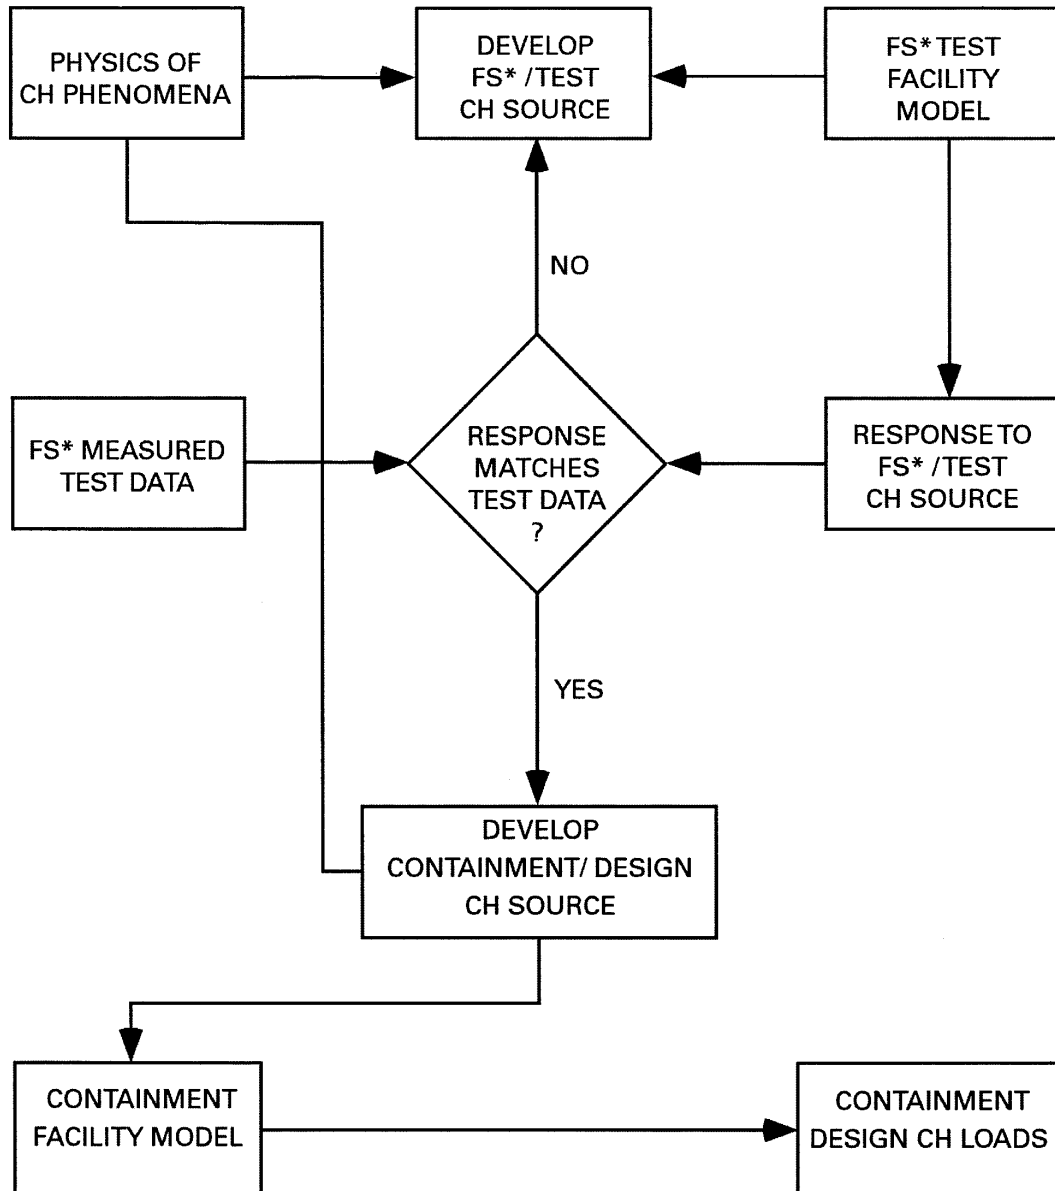 PHYSICS OF
CH PHENOMENA
DEVELOP
FS* / TEST
CH SOURCE
FS* TEST
FACILITY
MODEL
NO
FS* MEASURED
TEST DATA
RESPONSE
MATCHES
TEST DATA
?
RESPONSE TO
FS* / TEST
CH SOURCE
YES
DEVELOP
CONTAINMENT/ DESIGN
CH SOURCE
CONTAINMENT
FACILITY MODEL
CONTAINMENT
DESIGN CH LOADS